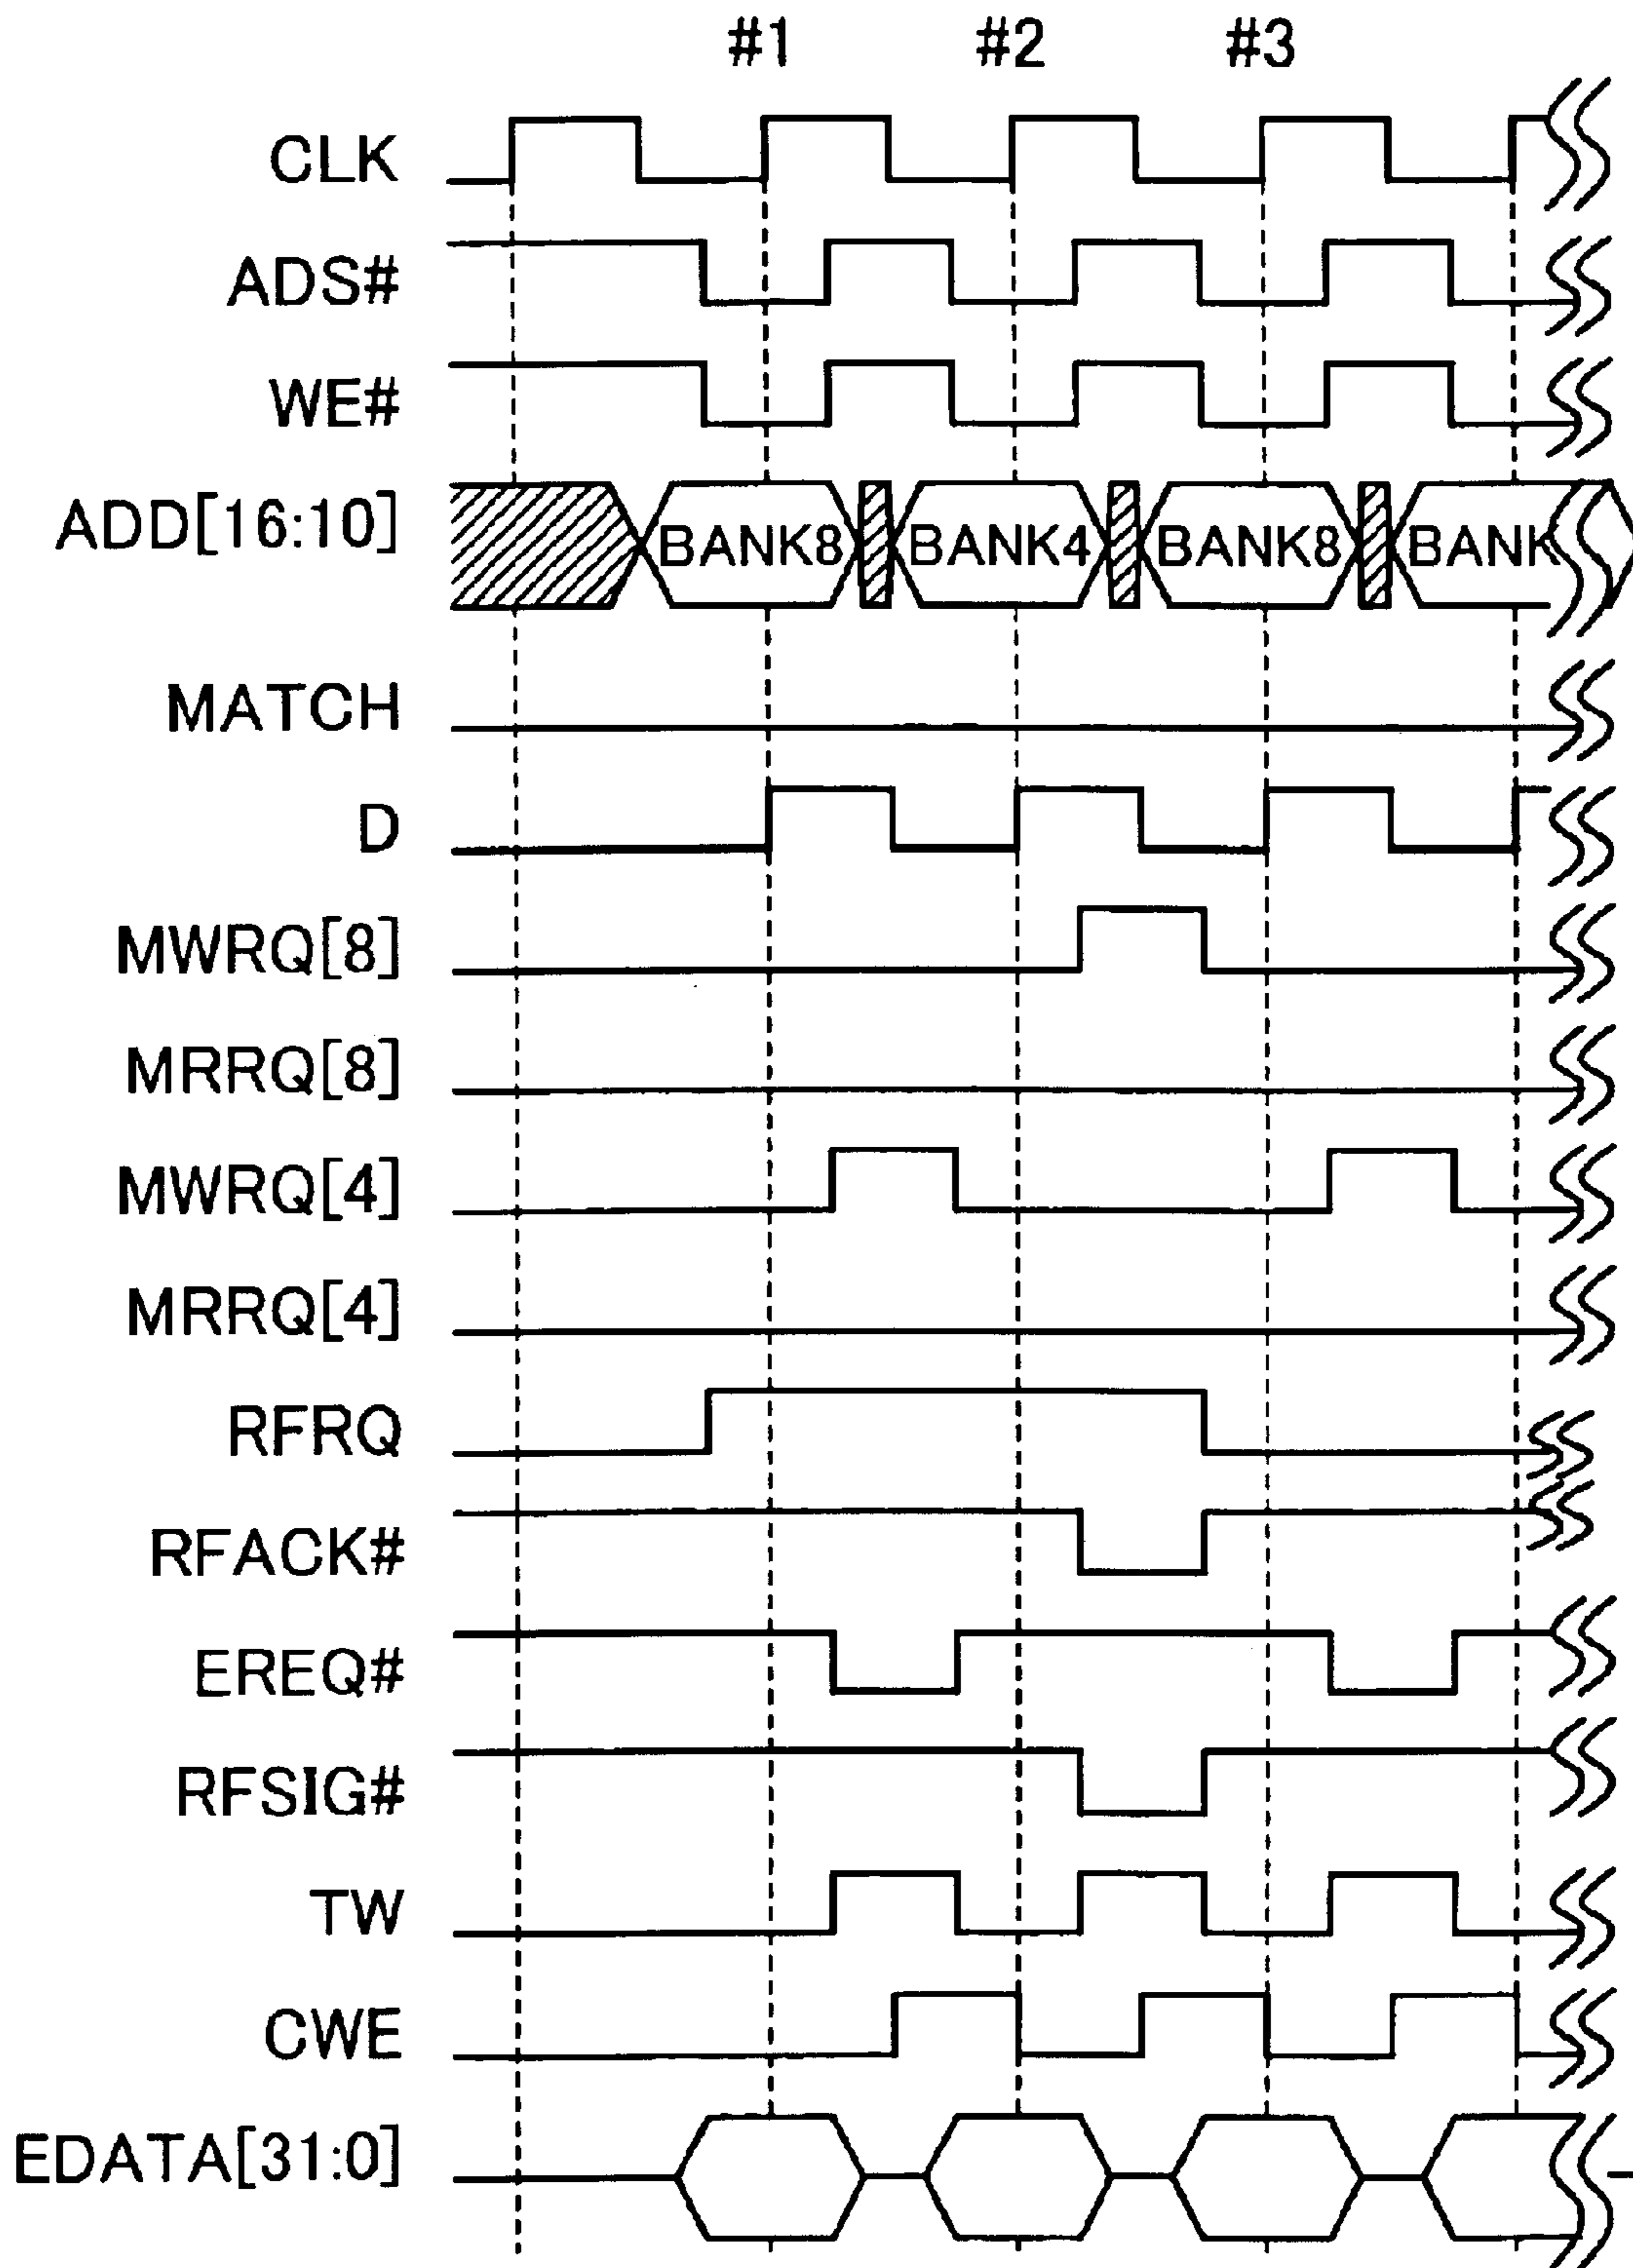 #1 #2 #3
CLK
ADS#
WE#
ADD[16:10] BANK8 BANK4 BANK8 BANK
MATCH
D
MWRQ[8]
MRRQ[8]
MWRQ[4]
MRRQ[4]
RFRQ
RFACK#
EREQ#
RFSIG#
TW
CWE
EDATA[31:0]